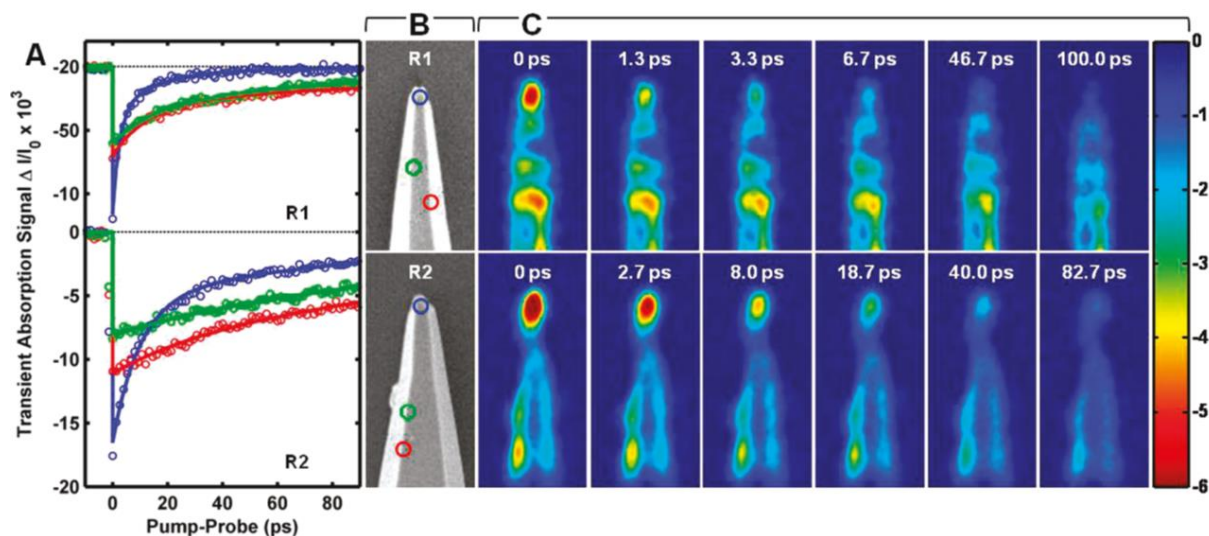 A
B
C
Transient Absorption Signal Δ I/I₀ x 10³
-20
-50
-10
0
-5
-10
-15
-20
R1
R2
0 20 40 60 80
Pump-Probe (ps)
R1
R2
0 ps 1.3 ps 3.3 ps 6.7 ps 46.7 ps 100.0 ps
0 ps 2.7 ps 8.0 ps 18.7 ps 40.0 ps 82.7 ps
0
-1
-2
-3
-4
-5
-6